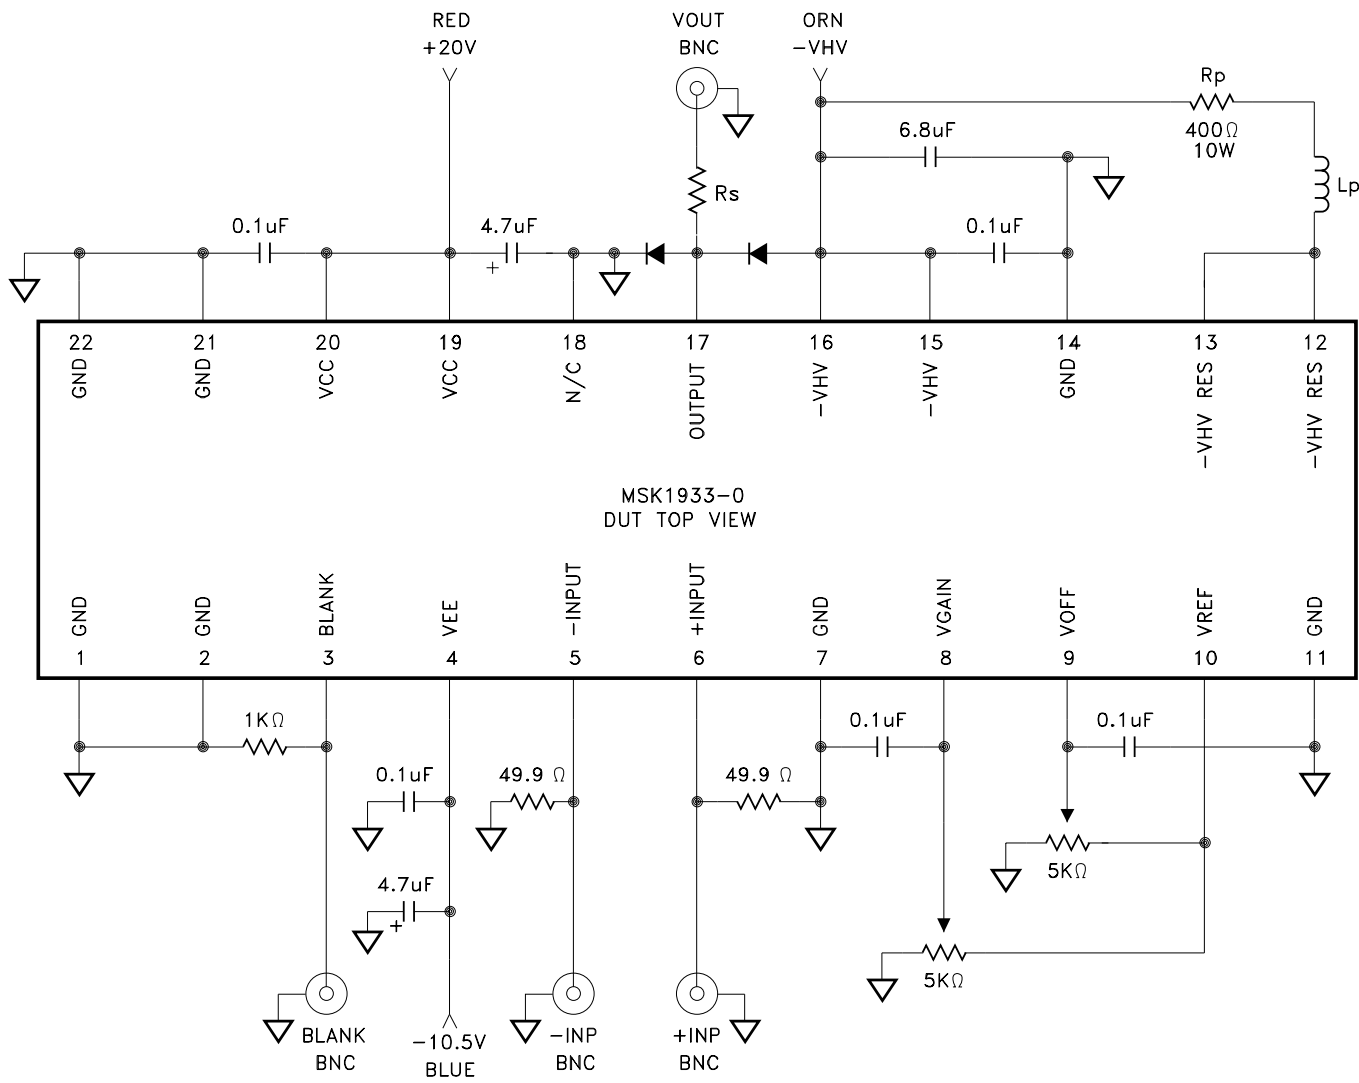 RED
+20V
VOUT
BNC
ORN
-VHV
Rp
400Ω
10W
6.8uF
Lp
Rs
0.1uF
4.7uF
+
0.1uF
22
21
20
19
18
17
16
15
14
13
12
GND
GND
VCC
VCC
N/C
OUTPUT
-VHV
-VHV
GND
-VHV RES
-VHV RES
MSK1933-0
DUT TOP VIEW
GND
GND
BLANK
VEE
-INPUT
+INPUT
GND
VGAIN
VOFF
VREF
GND
1
2
3
4
5
6
7
8
9
10
11
1KΩ
0.1uF
0.1uF
0.1uF
49.9 Ω
49.9 Ω
5KΩ
4.7uF
+
5KΩ
BLANK
BNC
-10.5V
BLUE
-INP
BNC
+INP
BNC